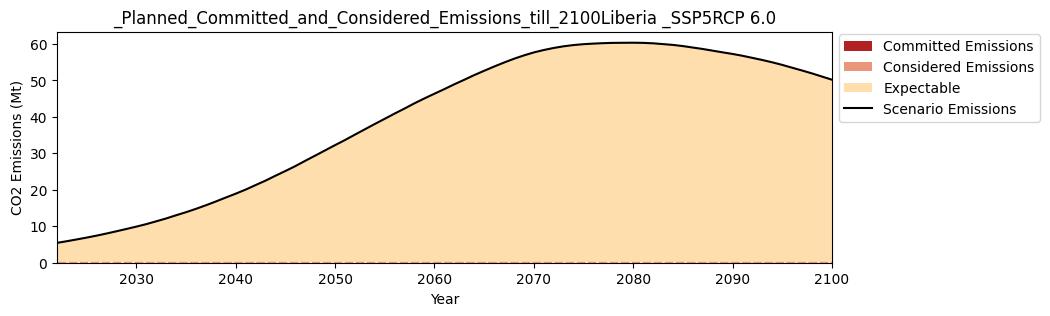 _Planned_Committed_and_Considered_Emissions_till_2100Liberia _SSP5RCP 6.0
60
50
40
30
20
10
0
CO2 Emissions (Mt)
2030 2040 2050 2060 2070 2080 2090 2100
Year
Committed Emissions
Considered Emissions
Expectable
Scenario Emissions